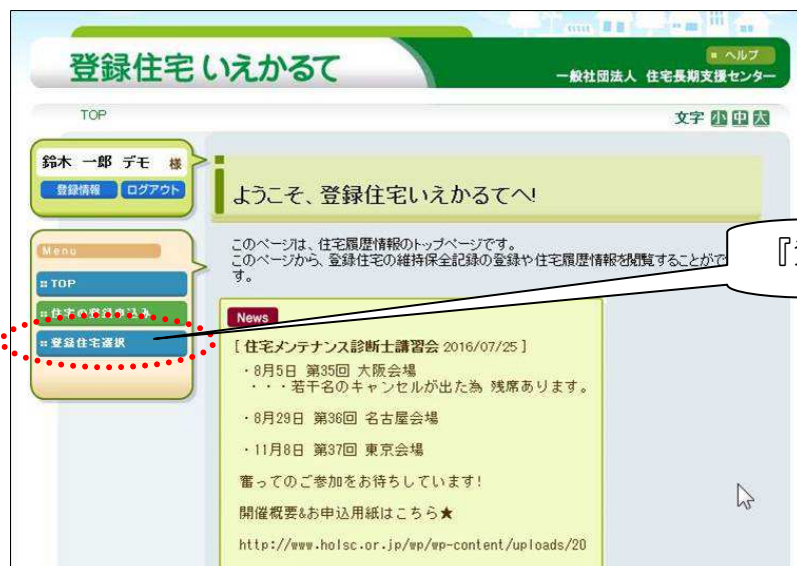 登録住宅 いえかるて
ヘルプ
一般社団法人 住宅長期支援センター
TOP
文字 小 中 大
鈴木 一郎 デモ 様
登録情報 ログアウト
ようこそ、登録住宅いえかるてへ!
このページは、住宅履歴情報のトップページです。
このページから、登録住宅の維持保全記録の登録や住宅履歴情報を閲覧することがで
す。
『
Menu
TOP
住宅の登録申込み
登録住宅選択
News
[ 住宅メンテナンス診断士講習会 2016/07/25 ]
・8月5日 第35回 大阪会場
・・・若干名のキャンセルが出た為 残席あります。
・8月29日 第36回 名古屋会場
・11月8日 第37回 東京会場
奮ってのご参加をお待ちしています!
開催概要&お申込用紙はこちら★
http://www.holsc.or.jp/wp/wp-content/uploads/20